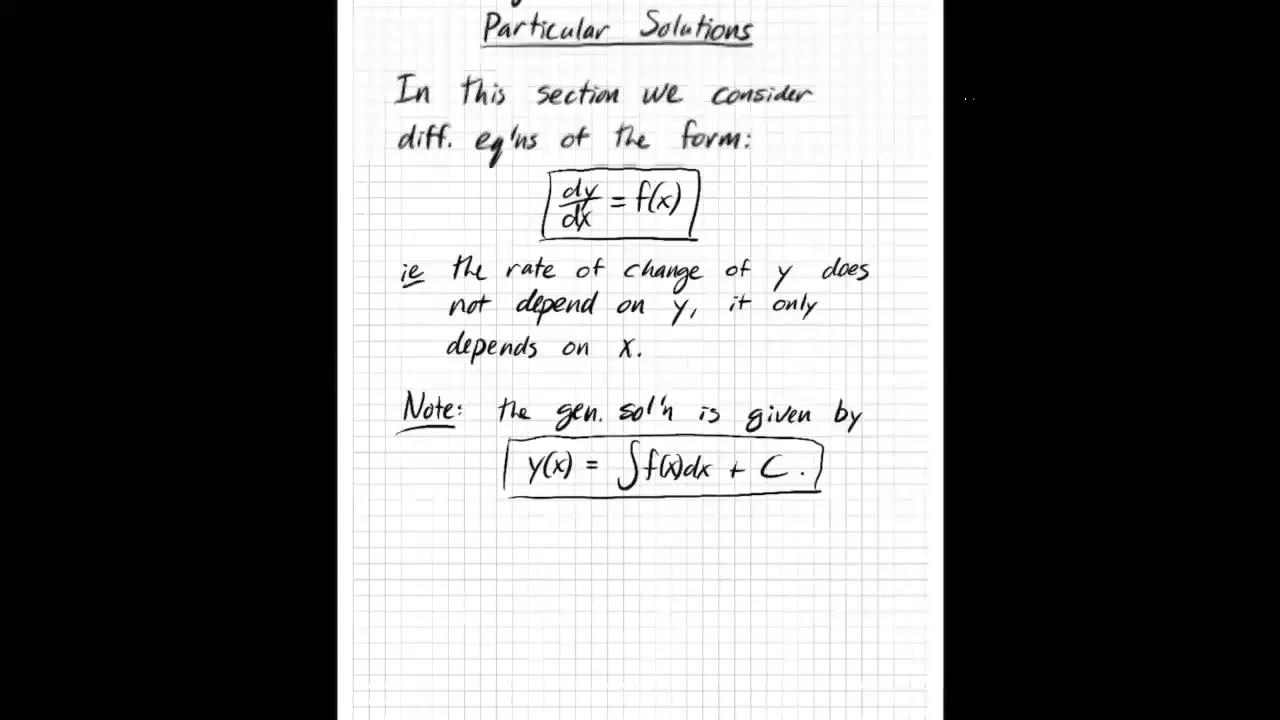 Particular Solutions
In this section we consider
diff. eq'ns of the form:
dy/dx = f(x)
ie the rate of change of y does
not depend on y, it only
depends on x.
Note: the gen. sol'n is given by
y(x) = ∫f(x)dx + C.